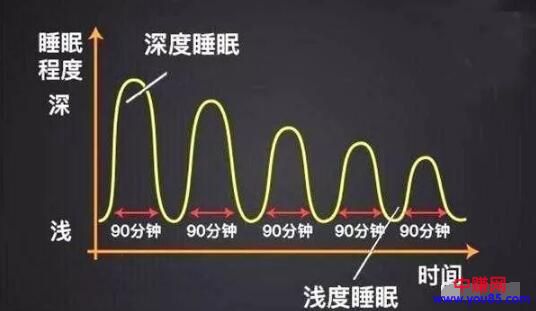 睡眠
程度
深度睡眠
深
浅
90分钟
90分钟
90分钟
90分钟
90分钟
时间
浅度睡眠
中赚网
www.you85.com